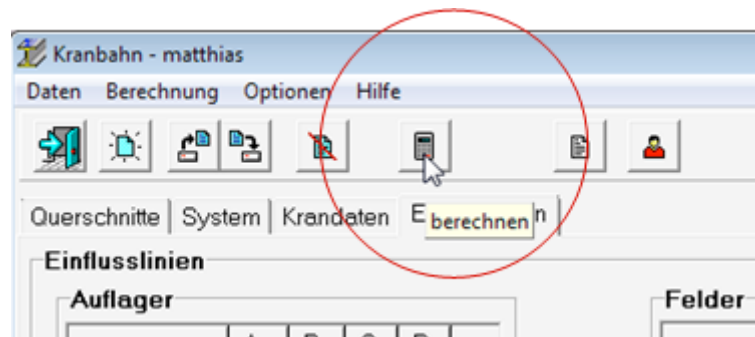 Kranbahn - matthias
Daten Berechnung Optionen Hilfe
Querschnitte System Krandaten
berechnen
Einflusslinien
Auflager Felder